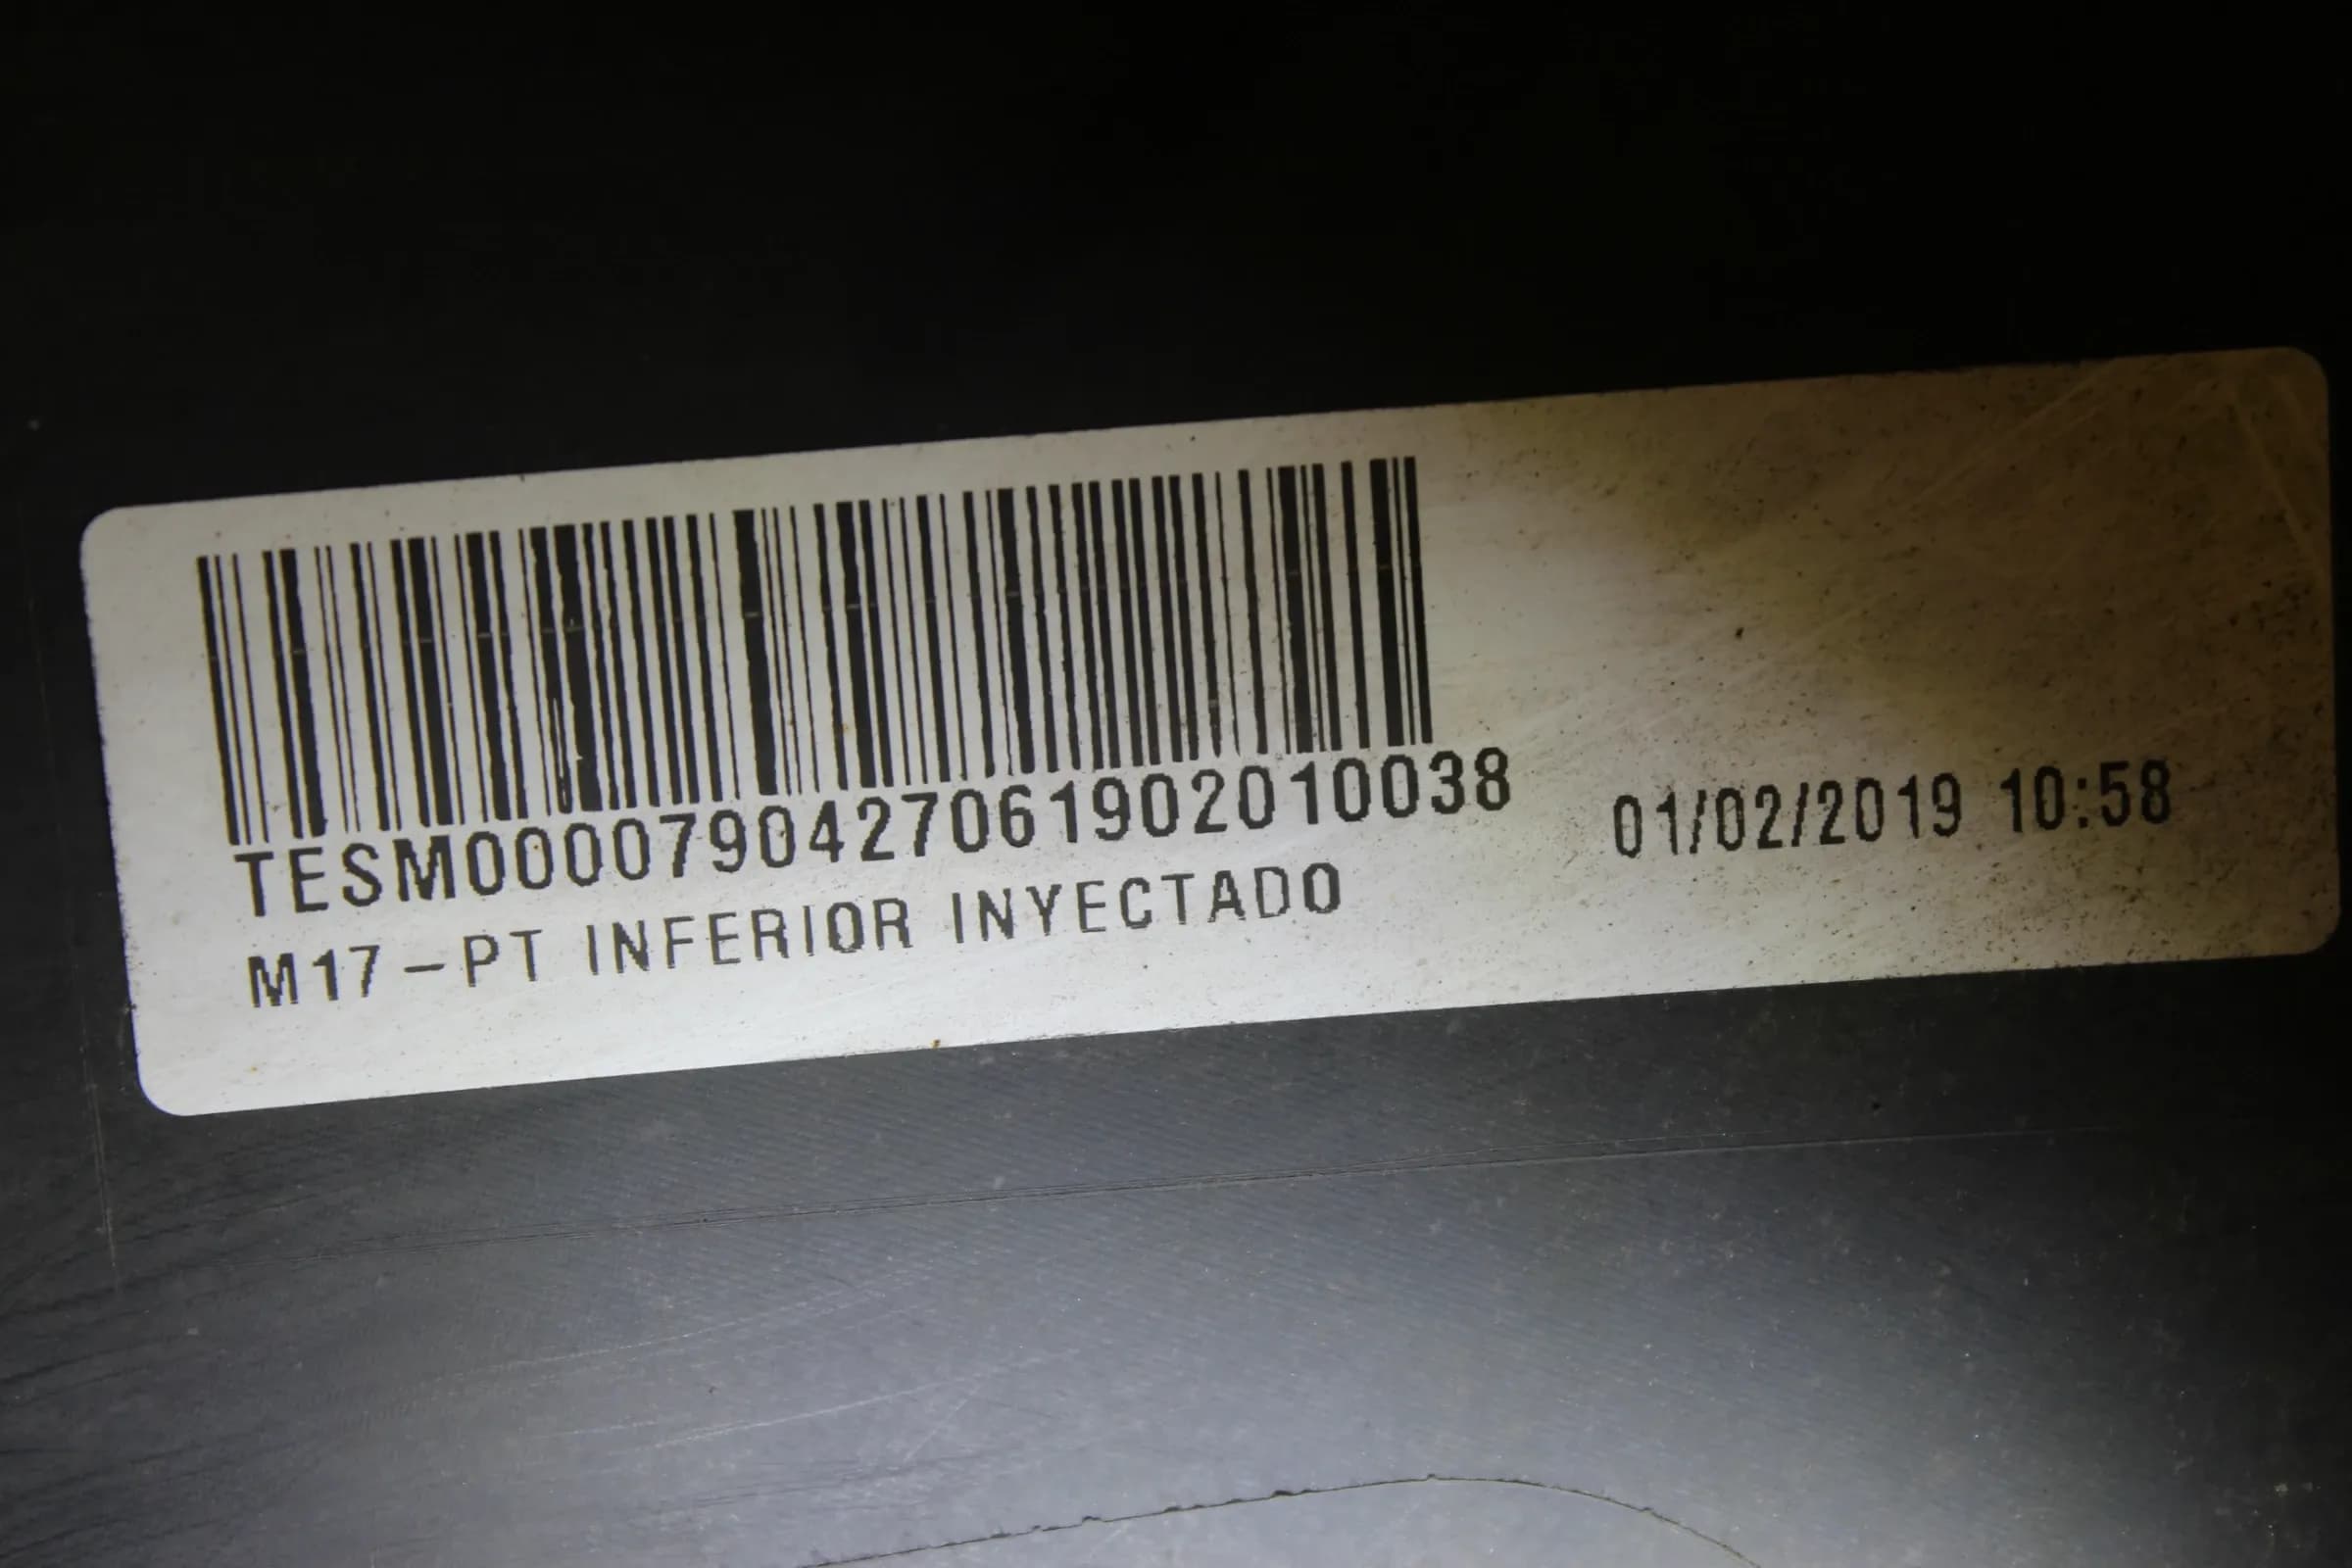 TESM0000790427061902010038
01/02/2019 10:58
M17-PT INFERIOR INYECTADO